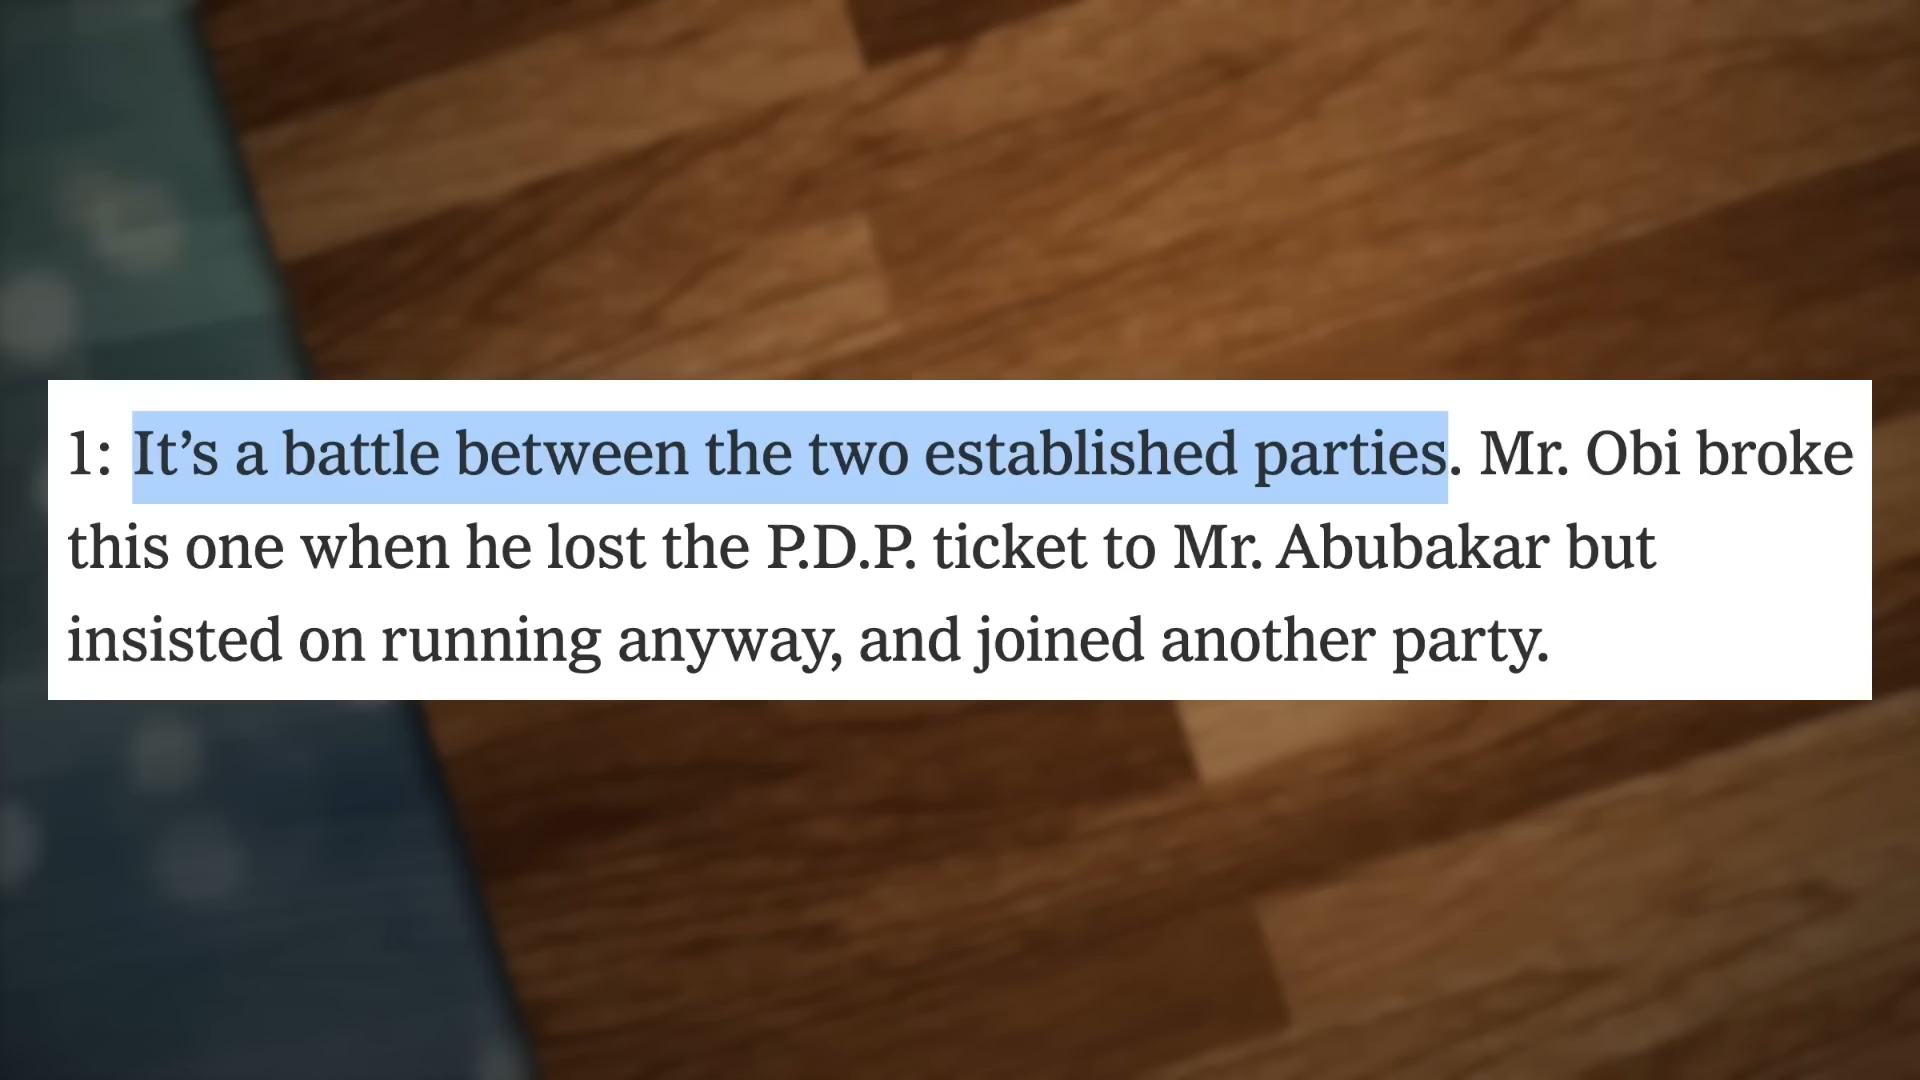 1: It’s a battle between the two established parties. Mr. Obi broke
this one when he lost the P.D.P. ticket to Mr. Abubakar but
insisted on running anyway, and joined another party.